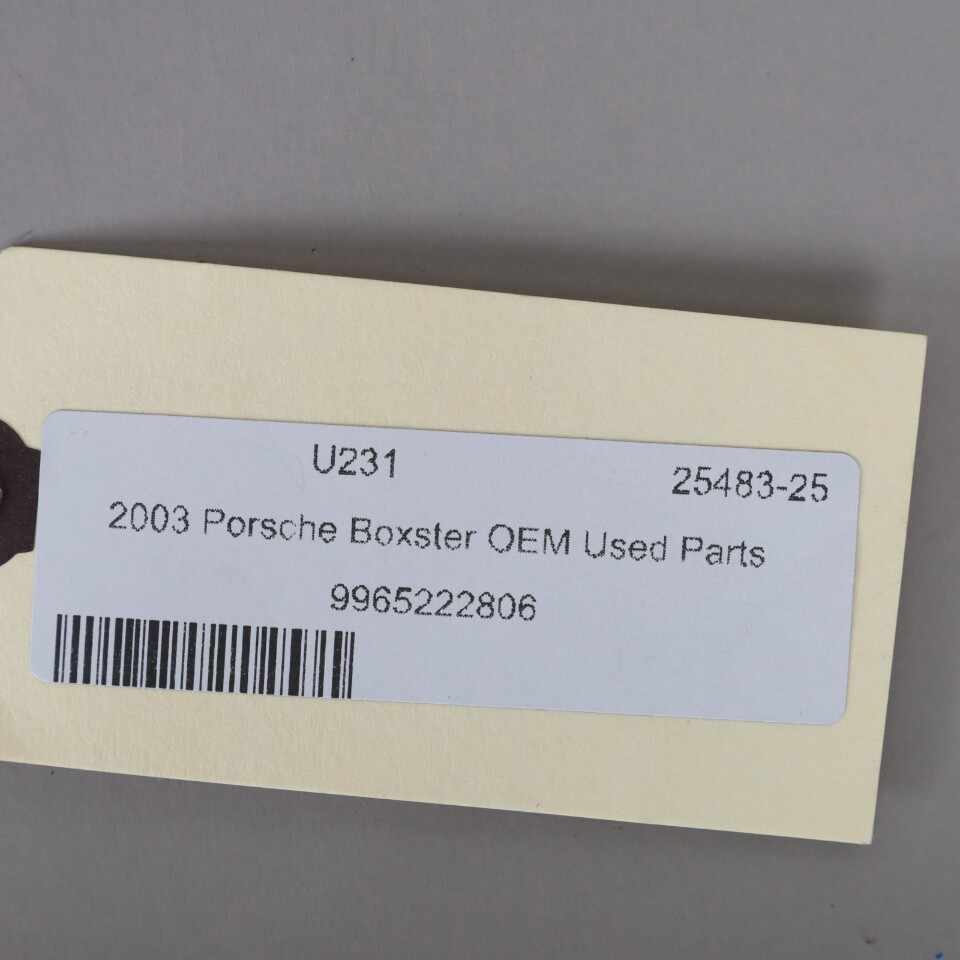 U231 25483-25
2003 Porsche Boxster OEM Used Parts
9965222806